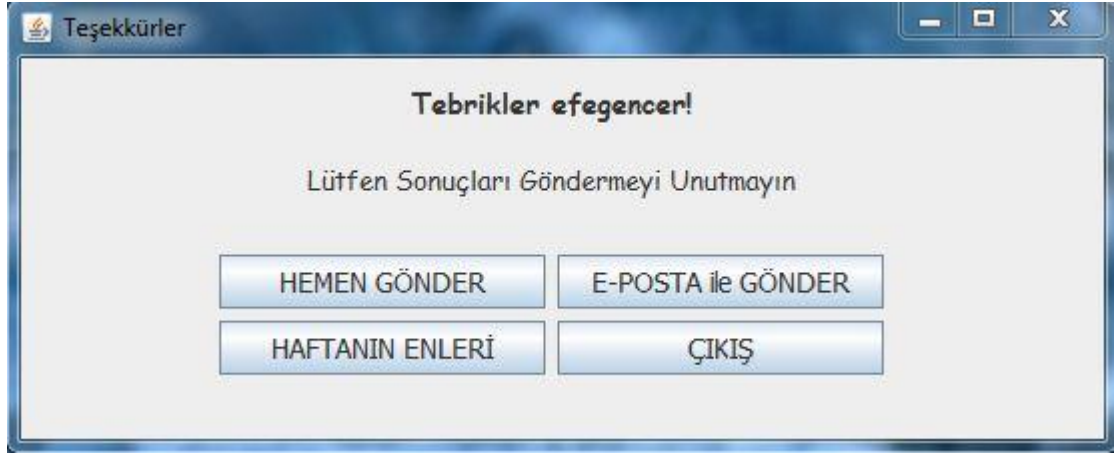 Teşekkürler
Tebrikler efegencer!
Lütfen Sonuçları Göndermeyi Unutmayın
HEMEN GÖNDER
E-POSTA ile GÖNDER
HAFTANIN ENLERİ
ÇIKIŞ